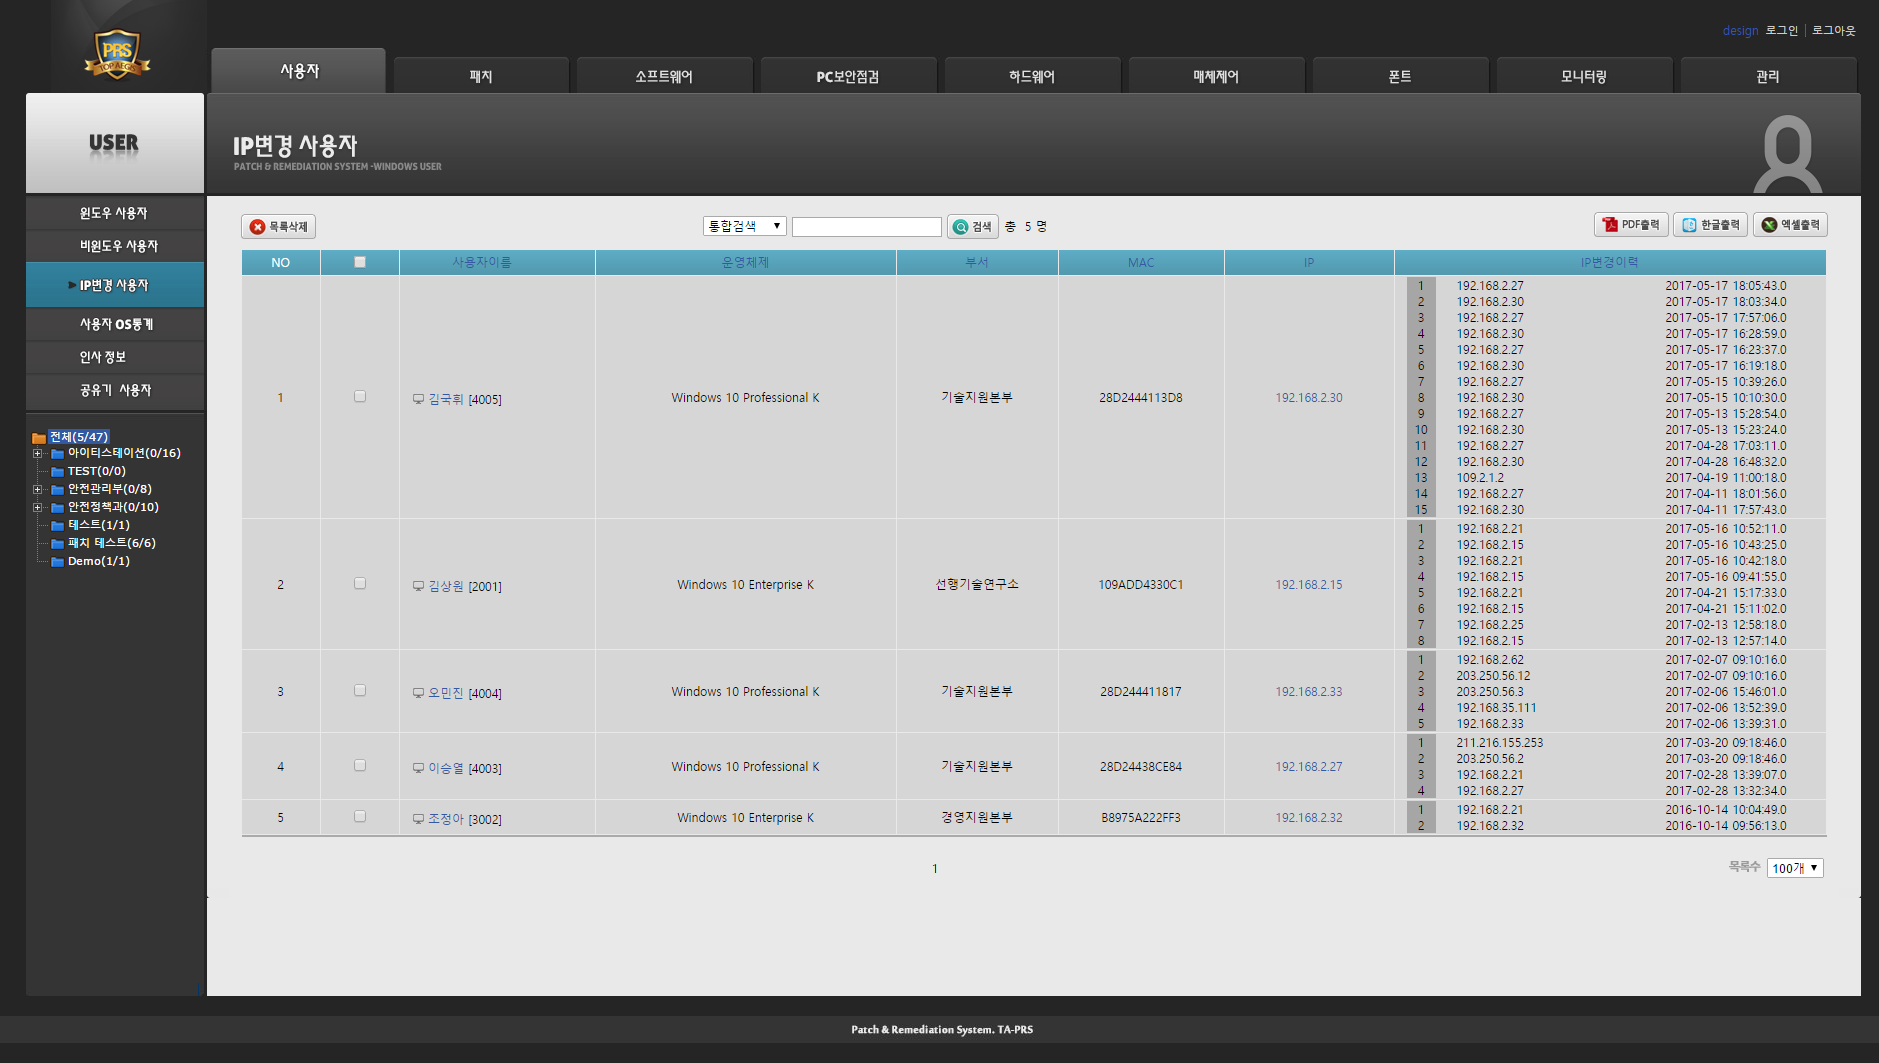 PRS
TOP AEGIS
design 로그인 | 로그아웃
사용자 패치 소프트웨어 PC보안점검 하드웨어 매체제어 폰트 모니터링 관리
USER
IP변경 사용자
PATCH & REMEDIATION SYSTEM -WINDOWS USER
윈도우 사용자
비윈도우 사용자
IP변경 사용자
사용자 OS통계
인사 정보
공유기 사용자
전체(5/47)
아이티스테이션(0/16)
TEST(0/0)
안전관리부(0/8)
안전정책과(0/10)
테스트(1/1)
패치 테스트(6/6)
Demo(1/1)
목록삭제 통합검색 검색 총 5 명 PDF출력 한글출력 엑셀출력
NO 사용자이름 운영체제 부서 MAC IP IP변경이력
1 김국휘 [4005] Windows 10 Professional K 기술지원본부 28D2444113D8 192.168.2.30
1 192.168.2.27 2017-05-17 18:05:43.0
2 192.168.2.30 2017-05-17 18:03:34.0
3 192.168.2.27 2017-05-17 17:57:06.0
4 192.168.2.30 2017-05-17 16:28:59.0
5 192.168.2.27 2017-05-17 16:23:37.0
6 192.168.2.30 2017-05-17 16:19:18.0
7 192.168.2.27 2017-05-15 10:39:26.0
8 192.168.2.30 2017-05-15 10:10:30.0
9 192.168.2.27 2017-05-13 15:28:54.0
10 192.168.2.30 2017-05-13 15:23:24.0
11 192.168.2.27 2017-04-28 17:03:11.0
12 192.168.2.30 2017-04-28 16:48:32.0
13 109.2.1.2 2017-04-19 11:00:18.0
14 192.168.2.27 2017-04-11 18:01:56.0
15 192.168.2.30 2017-04-11 17:57:43.0
2 김상원 [2001] Windows 10 Enterprise K 선행기술연구소 109ADD4330C1 192.168.2.15
1 192.168.2.21 2017-05-16 10:52:11.0
2 192.168.2.15 2017-05-16 10:43:25.0
3 192.168.2.21 2017-05-16 10:42:18.0
4 192.168.2.15 2017-05-16 09:41:55.0
5 192.168.2.21 2017-04-21 15:17:33.0
6 192.168.2.15 2017-04-21 15:11:02.0
7 192.168.2.25 2017-02-13 12:58:18.0
8 192.168.2.15 2017-02-13 12:57:14.0
3 오민진 [4004] Windows 10 Professional K 기술지원본부 28D244411817 192.168.2.33
1 192.168.2.62 2017-02-07 09:10:16.0
2 203.250.56.12 2017-02-07 09:10:16.0
3 203.250.56.3 2017-02-06 15:46:01.0
4 192.168.35.111 2017-02-06 13:52:39.0
5 192.168.2.33 2017-02-06 13:39:31.0
4 이승열 [4003] Windows 10 Professional K 기술지원본부 28D24438CE84 192.168.2.27
1 211.216.155.253 2017-03-20 09:18:46.0
2 203.250.56.2 2017-03-20 09:18:46.0
3 192.168.2.21 2017-02-28 13:39:07.0
4 192.168.2.27 2017-02-28 13:32:34.0
5 조정아 [3002] Windows 10 Enterprise K 경영지원본부 B8975A222FF3 192.168.2.32
1 192.168.2.21 2016-10-14 10:04:49.0
2 192.168.2.32 2016-10-14 09:56:13.0
1
목록수 100개
Patch & Remediation System. TA-PRS